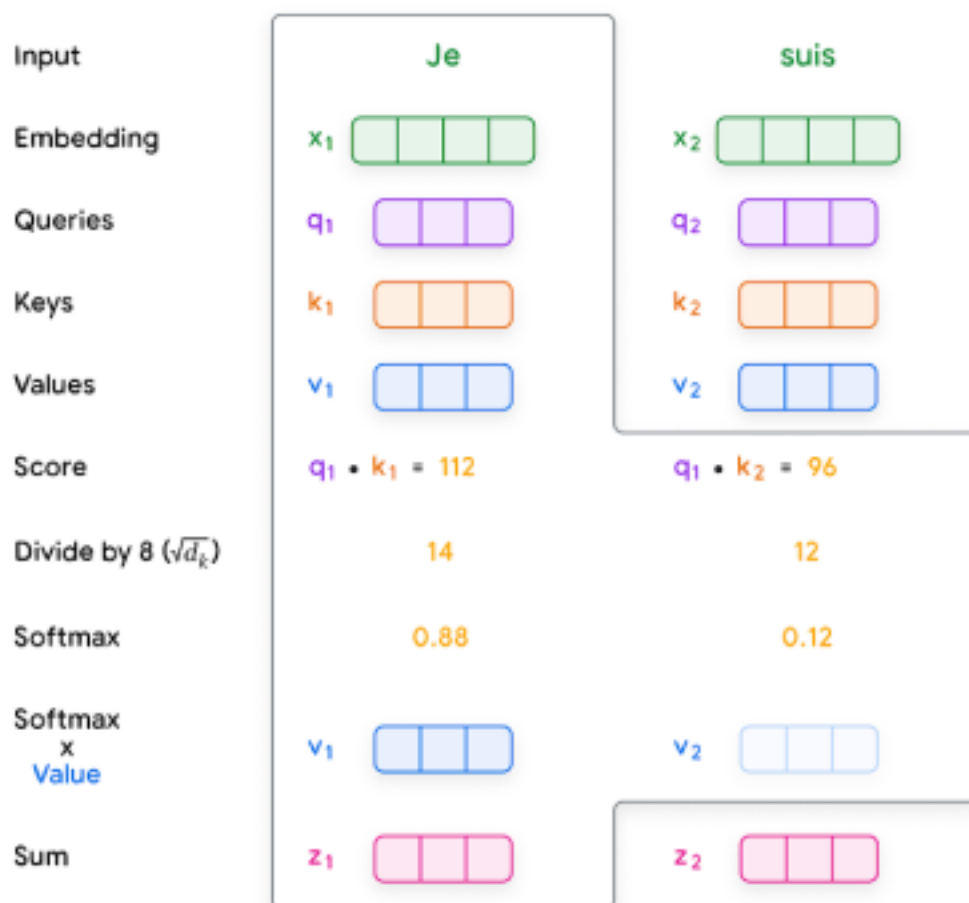 Input Je suis
Embedding x₁ x₂
Queries q₁ q₂
Keys k₁ k₂
Values v₁ v₂
Score q₁ • k₁ = 112 q₁ • k₂ = 96
Divide by 8 (√dₖ) 14 12
Softmax 0.88 0.12
Softmax
x
Value v₁ v₂
Sum z₁ z₂